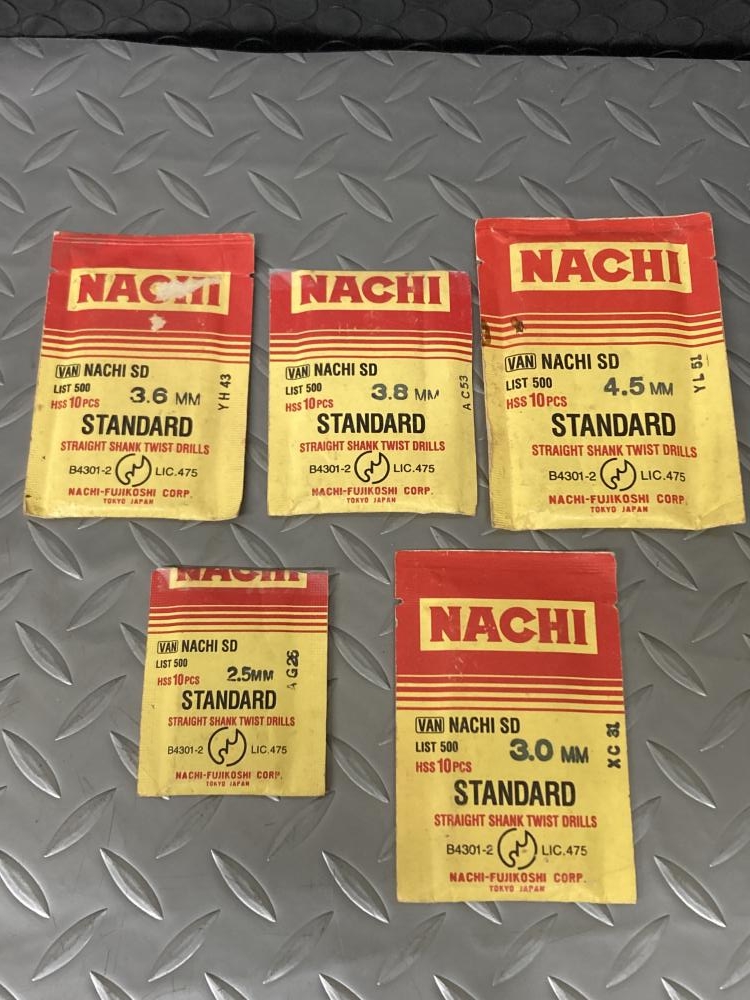 NACHI
VAN NACHI SD
LIST 500
3.6 MM
HSS 10 PCS
YH 43
STANDARD
STRAIGHT SHANK TWIST DRILLS
B4301-2 LIC.475
NACHI-FUJIKOSHI CORP.
TOKYO JAPAN
NACHI
VAN NACHI SD
LIST 500
3.8 MM
HSS 10 PCS
AC53
STANDARD
STRAIGHT SHANK TWIST DRILLS
B4301-2 LIC.475
NACHI-FUJIKOSHI CORP.
TOKYO JAPAN
NACHI
VAN NACHI SD
LIST 500
4.5 MM
HSS 10 PCS
YL 51
STANDARD
STRAIGHT SHANK TWIST DRILLS
B4301-2 LIC.475
NACHI-FUJIKOSHI CORP.
TOKYO JAPAN
NACHI
VAN NACHI SD
LIST 500
2.5MM
HSS 10 PCS
AG26
STANDARD
STRAIGHT SHANK TWIST DRILLS
B4301-2 LIC.475
NACHI-FUJIKOSHI CORP.
TOKYO JAPAN
NACHI
VAN NACHI SD
LIST 500
3.0 MM
HSS 10 PCS
XC 31
STANDARD
STRAIGHT SHANK TWIST DRILLS
B4301-2 LIC.475
NACHI-FUJIKOSHI CORP.
TOKYO JAPAN